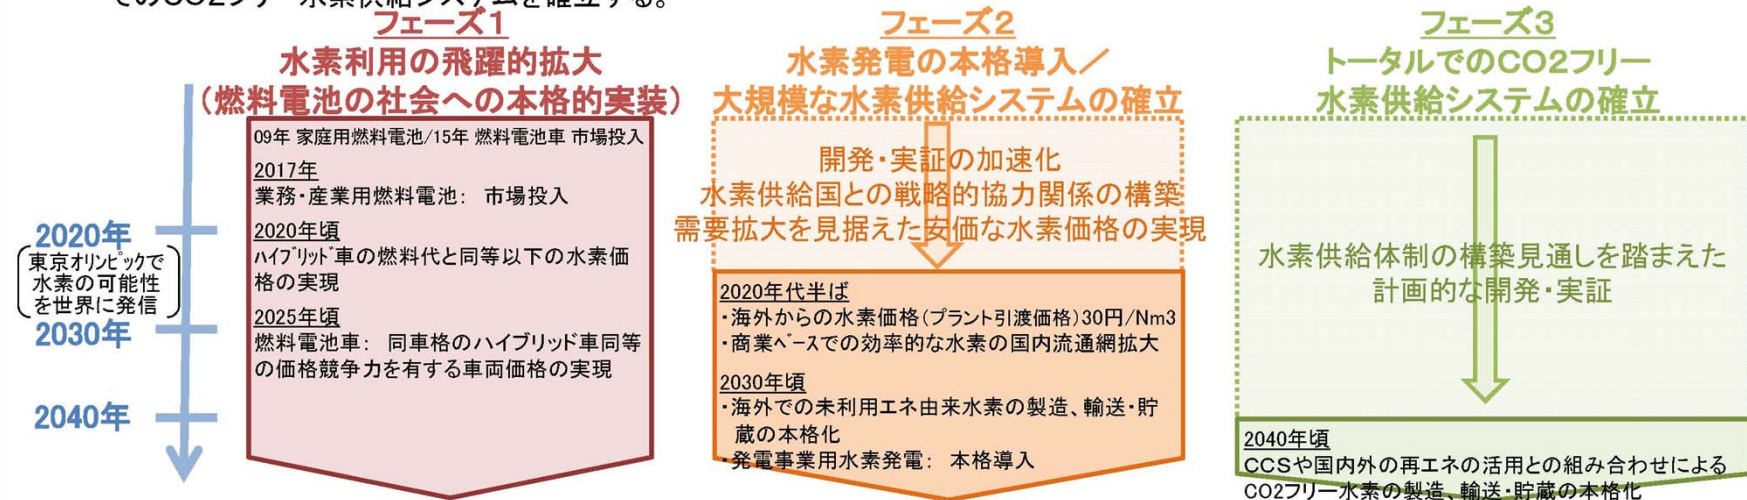 でのCO2フリー水素供給システムを確立する。
フェーズ1
水素利用の飛躍的拡大
(燃料電池の社会への本格的実装)
09年 家庭用燃料電池/15年 燃料電池車 市場投入
2017年
業務・産業用燃料電池: 市場投入
2020年頃
ハイブリッド車の燃料代と同等以下の水素価
格の実現
2025年頃
燃料電池車: 同車格のハイブリッド車同等
の価格競争力を有する車両価格の実現
2020年
東京オリンピックで
水素の可能性
を世界に発信
2030年
2040年
フェーズ2
水素発電の本格導入/
大規模な水素供給システムの確立
開発・実証の加速化
水素供給国との戦略的協力関係の構築
需要拡大を見据えた安価な水素価格の実現
2020年代半ば
・海外からの水素価格(プラント引渡価格)30円/Nm3
・商業ベースでの効率的な水素の国内流通網拡大
2030年頃
・海外での未利用エネ由来水素の製造、輸送・貯
蔵の本格化
・発電事業用水素発電: 本格導入
フェーズ3
トータルでのCO2フリー
水素供給システムの確立
水素供給体制の構築見通しを踏まえた
計画的な開発・実証
2040年頃
CCSや国内外の再エネの活用との組み合わせによる
CO2フリー水素の製造、輸送・貯蔵の本格化